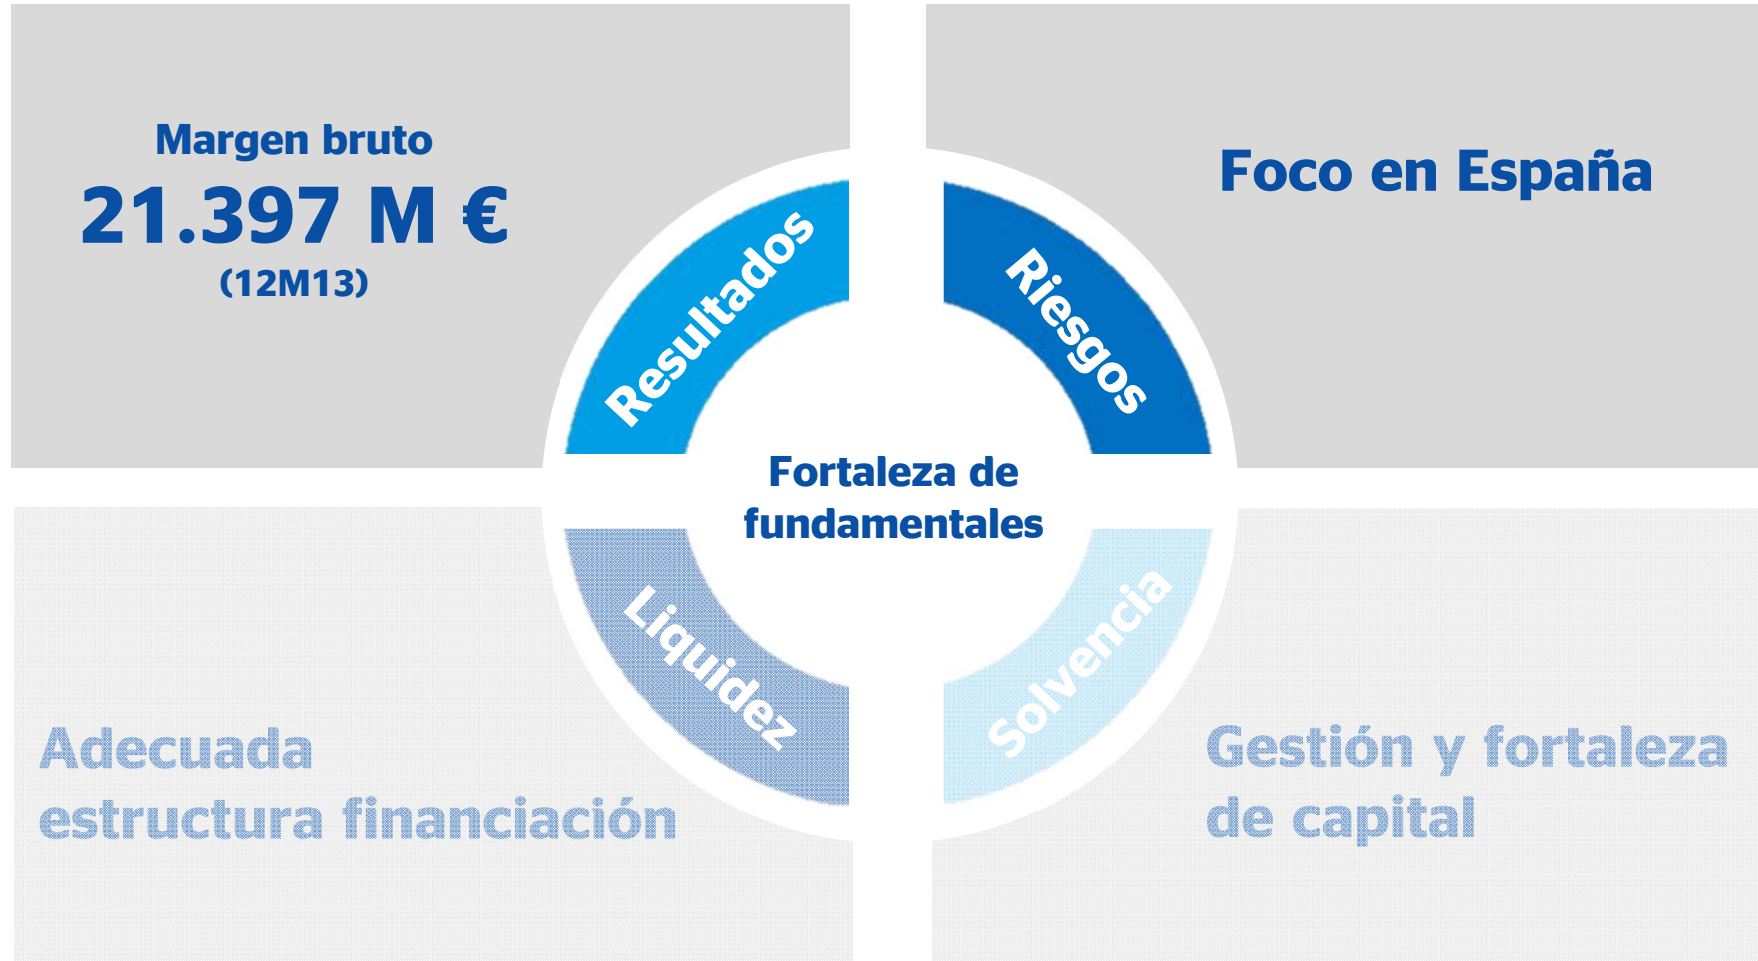 Margen bruto
21.397 M €
(12M13)
Resultados
Foco en España
Riesgos
Fortaleza de
fundamentales
Adecuada
estructura financiación
Liquidez
Solvencia
Gestión y fortaleza
de capital